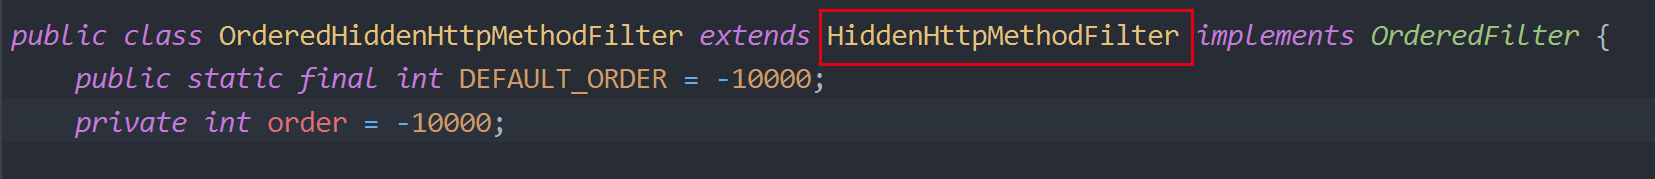 public class OrderedHiddenHttpMethodFilter extends HiddenHttpMethodFilter implements OrderedFilter {
public static final int DEFAULT_ORDER = -10000;
private int order = -10000;